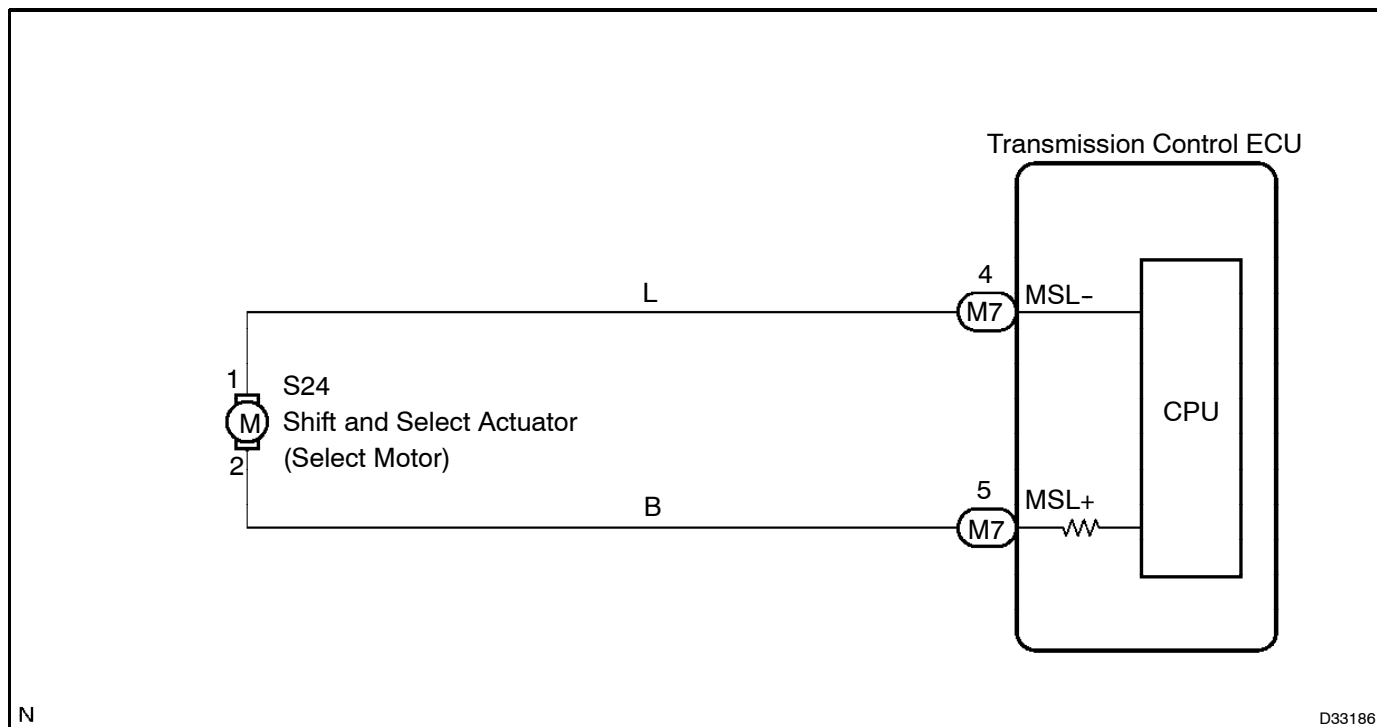 Transmission Control ECU
4
L
M7
MSL-
1
S24
M
Shift and Select Actuator
CPU
2
(Select Motor)
5
B
M7
MSL+
N
D33186